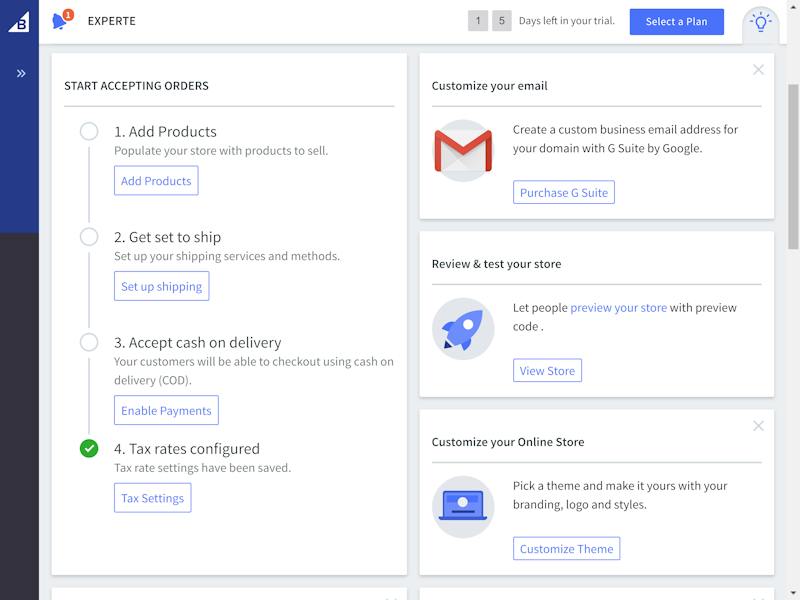 B
1
EXPERTE
1 5 Days left in your trial.
Select a Plan
START ACCEPTING ORDERS
1. Add Products
Populate your store with products to sell.
Add Products
2. Get set to ship
Set up your shipping services and methods.
Set up shipping
3. Accept cash on delivery
Your customers will be able to checkout using cash on
delivery (COD).
Enable Payments
4. Tax rates configured
Tax rate settings have been saved.
Tax Settings
Customize your email
Create a custom business email address for
your domain with G Suite by Google.
Purchase G Suite
Review & test your store
Let people preview your store with preview
code .
View Store
Customize your Online Store
Pick a theme and make it yours with your
branding, logo and styles.
Customize Theme